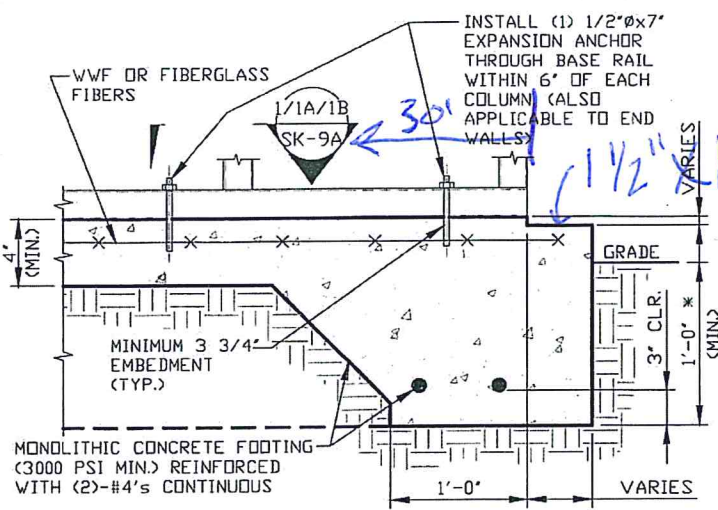 INSTALL (1) 1/2"Øx7"
EXPANSION ANCHOR
THROUGH BASE RAIL
WITHIN 6" OF EACH
COLUMN (ALSO
APPLICABLE TO END
WALLS)
WWF OR FIBERGLASS
FIBERS
1/1A/1B
SK-9A
30'
1 1/2"
VARIES
GRADE
4"
(MIN.)
3" CLR.
1'-0" *
(MIN.)
MINIMUM 3 3/4"
EMBEDMENT
(TYP.)
MONOLITHIC CONCRETE FOOTING
(3000 PSI MIN.) REINFORCED
WITH (2)-#4's CONTINUOUS
1'-0"
VARIES